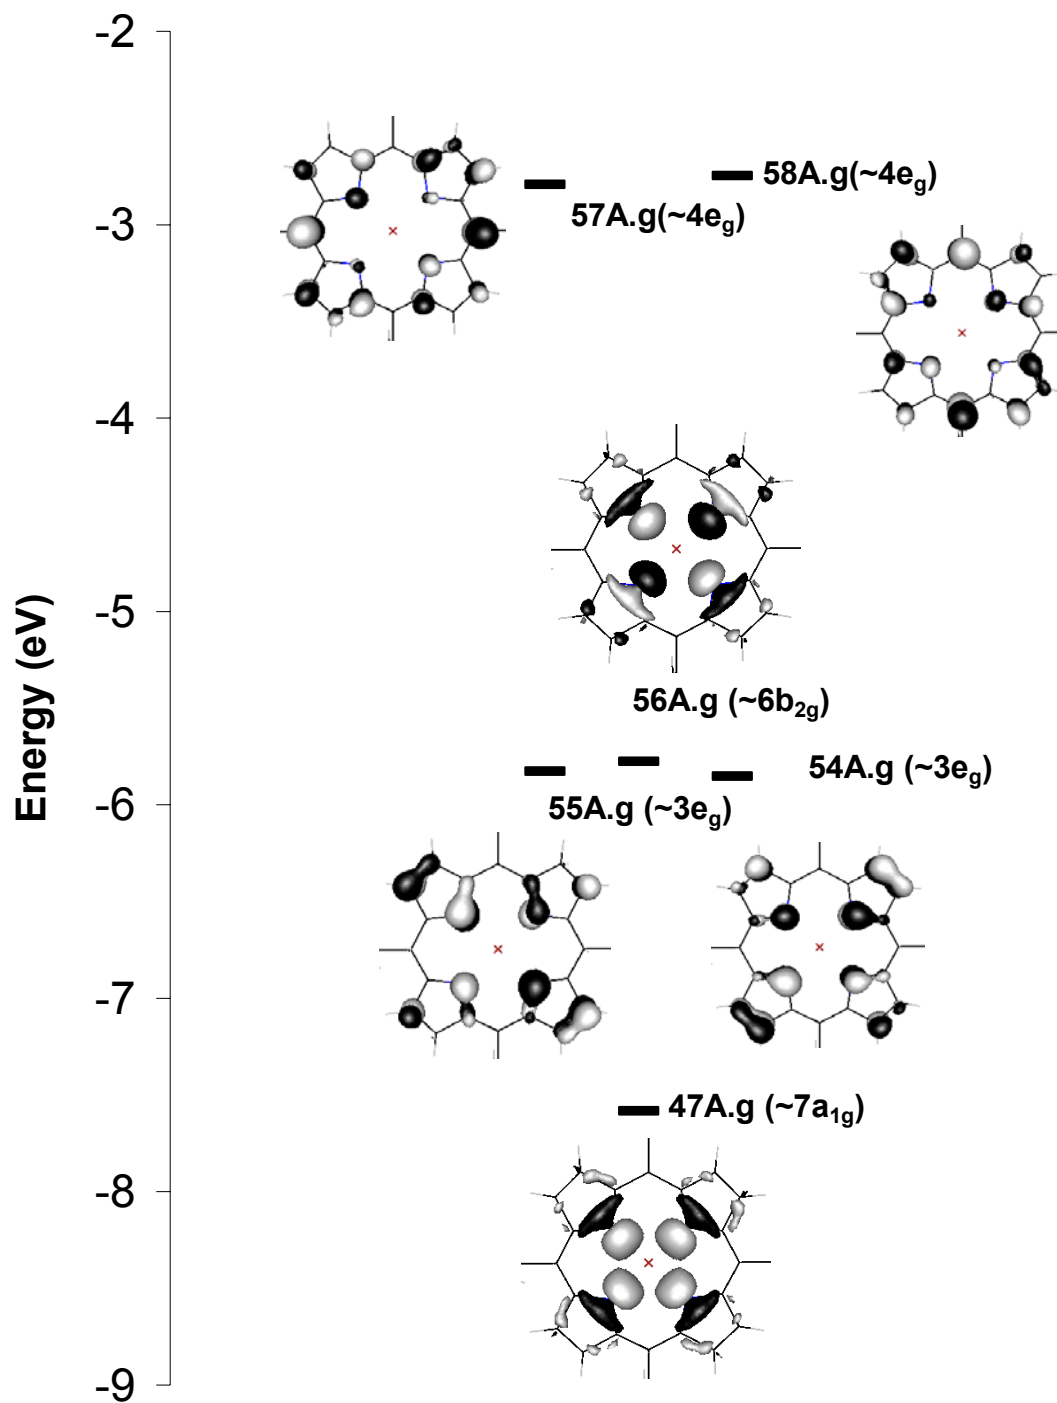 -2
58A.g(~4eg)
57A.g(~4eg)
-3
-4
-5
Energy (eV)
56A.g (~6b2g)
54A.g (~3eg)
-6
55A.g (~3eg)
-7
47A.g (~7a1g)
-8
-9